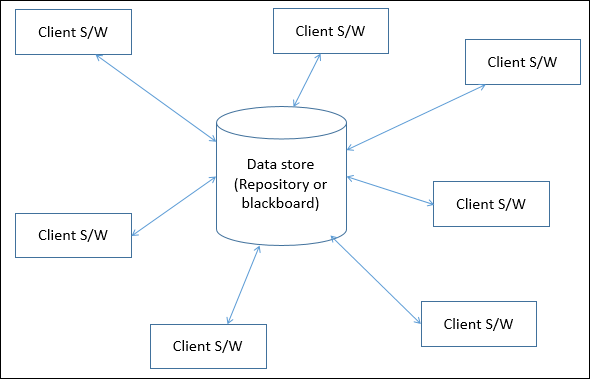 Client S/W
Client S/W
Client S/W
Data store
(Repository or
blackboard)
Client S/W
Client S/W
Client S/W
Client S/W